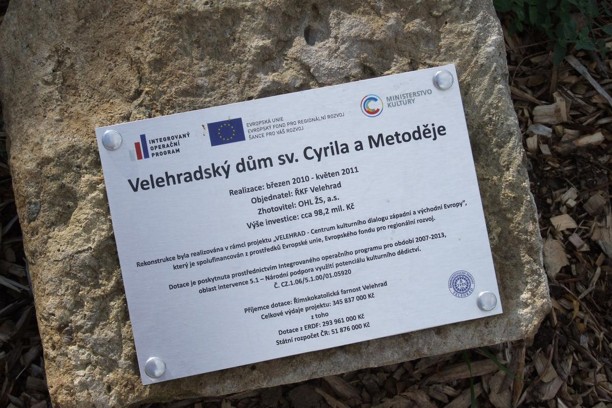 INTEGROVANÝ
OPERAČNÍ
PROGRAM
EVROPSKÁ UNIE
EVROPSKÝ FOND PRO REGIONÁLNÍ ROZVOJ
ŠANCE PRO VÁŠ ROZVOJ
MINISTERSTVO
KULTURY
Velehradský dům sv. Cyrila a Metoděje
Realizace: březen 2010 - květen 2011
Objednatel: ŘKF Velehrad
Zhotovitel: OHL ŽS, a.s.
Výše investice: cca 98,2 mil. Kč
Rekonstrukce byla realizována v rámci projektu „VELEHRAD - Centrum kulturního dialogu západní a východní Evropy",
který je spolufinancován z prostředků Evropské unie, Evropského fondu pro regionální rozvoj.
Dotace je poskytnuta prostřednictvím Integrovaného operačního programu pro období 2007-2013,
oblast intervence 5.1 – Národní podpora využití potenciálu kulturního dědictví.
Č. CZ.1.06/5.1.00/01.05920
Příjemce dotace: Římskokatolická farnost Velehrad
Celkové výdaje projektu: 345 837 000 Kč
z toho
Dotace z ERDF: 293 961 000 Kč
Státní rozpočet ČR: 51 876 000 Kč